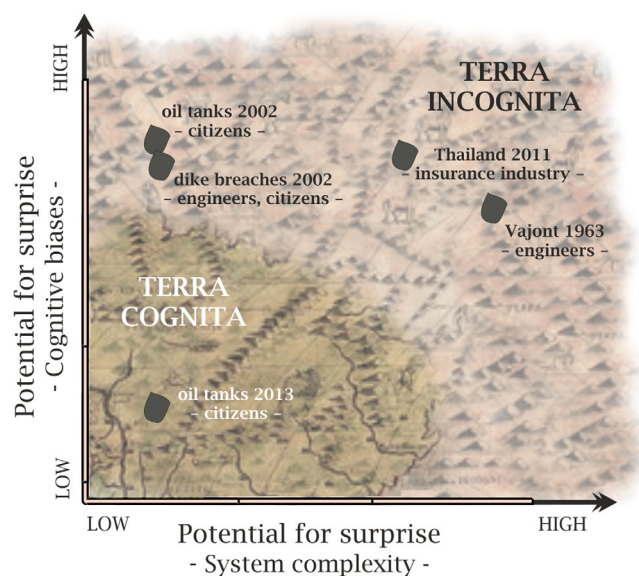 HIGH
TERRA
INCOGNITA
oil tanks 2002
– citizens –
Thailand 2011
– insurance industry –
dike breaches 2002
– engineers, citizens –
Vajont 1963
– engineers –
Potential for surprise
- Cognitive biases -
TERRA
COGNITA
oil tanks 2013
– citizens –
LOW
LOW
HIGH
Potential for surprise
- System complexity -